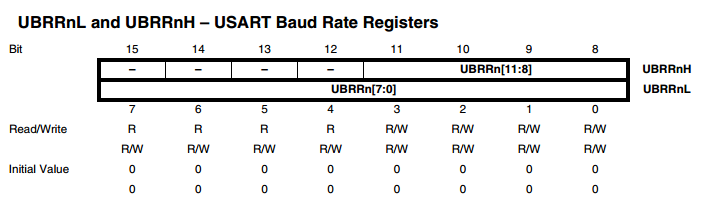 UBRRnL and UBRRnH – USART Baud Rate Registers
Bit 15 14 13 12 11 10 9 8
– – – – UBRRn[11:8] UBRRnH
UBRRn[7:0] UBRRnL
7 6 5 4 3 2 1 0
Read/Write R R R R R/W R/W R/W R/W
R/W R/W R/W R/W R/W R/W R/W R/W
Initial Value 0 0 0 0 0 0 0 0
0 0 0 0 0 0 0 0